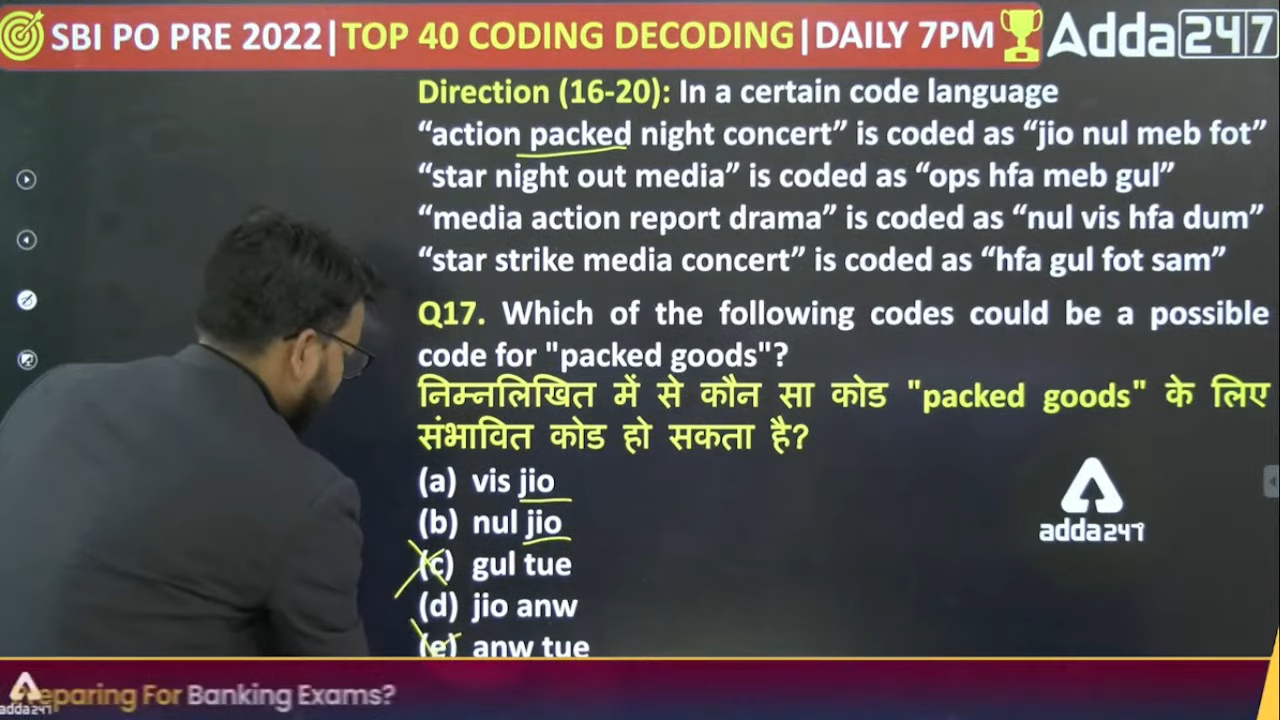 SBI PO PRE 2022|TOP 40 CODING DECODING|DAILY 7PM Adda 247
Direction (16-20): In a certain code language
“action packed night concert” is coded as “jio nul meb fot”
“star night out media” is coded as “ops hfa meb gul”
“media action report drama” is coded as “nul vis hfa dum”
“star strike media concert” is coded as “hfa gul fot sam”
Q17. Which of the following codes could be a possible
code for "packed goods"?
निम्नलिखित में से कौन सा कोड "packed goods" के लिए
संभावित कोड हो सकता है?
(a) vis jio
(b) nul jio
(c) gul tue
(d) jio anw
(e) anw tue
adda247
Preparing For Banking Exams?
adda247